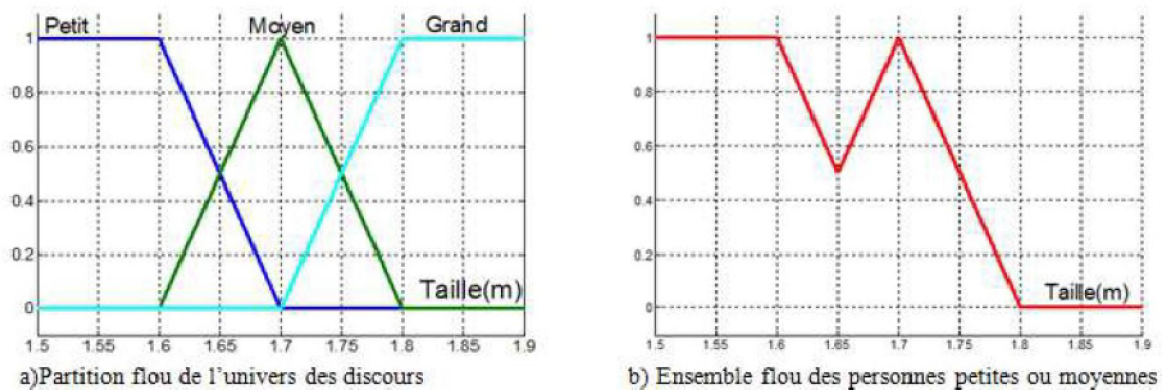 Petit Moyen Grand
1
0.8
0.6
0.4
0.2
0
Taille(m)
1.5 1.55 1.6 1.65 1.7 1.75 1.8 1.85 1.9
a)Partition flou de l'univers des discours
1
0.8
0.6
0.4
0.2
0
Taille(m)
1.5 1.55 1.6 1.65 1.7 1.75 1.8 1.85 1.9
b) Ensemble flou des personnes petites ou moyennes